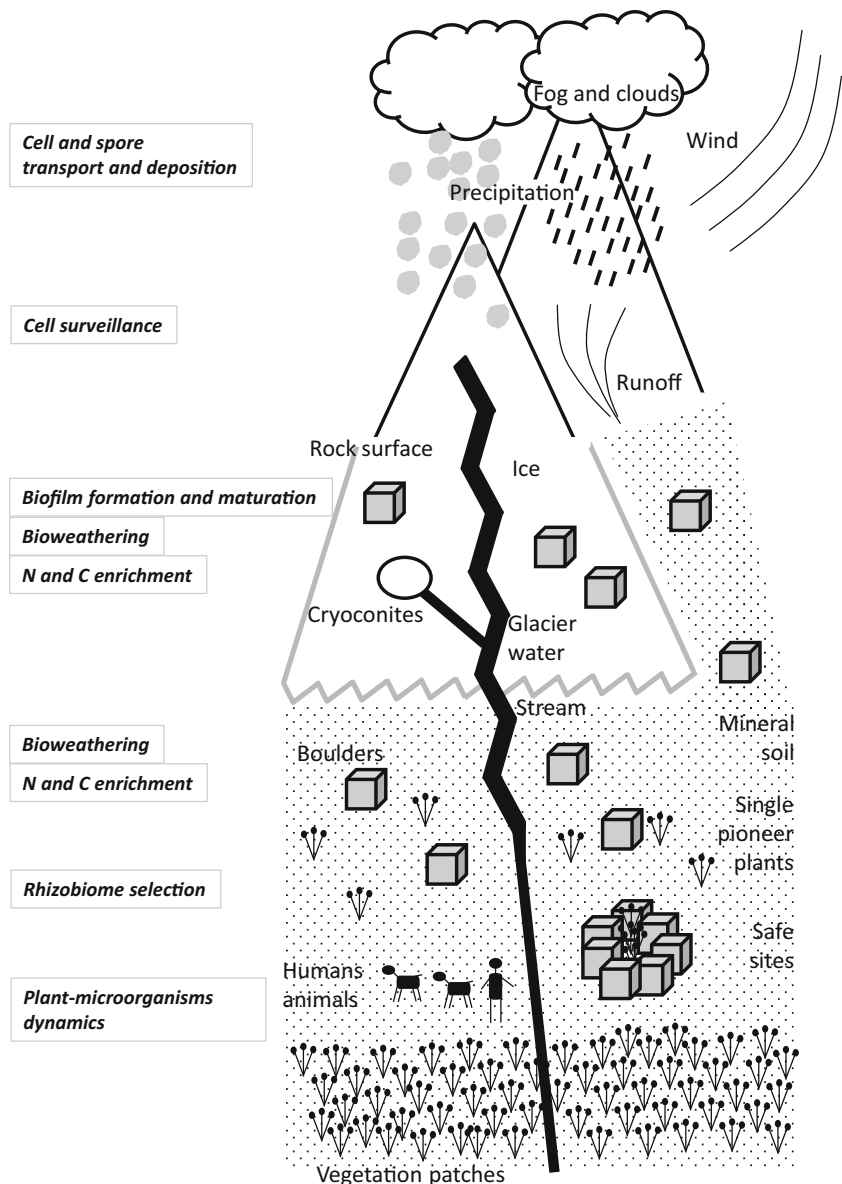 Fog and clouds
Wind
Cell and spore
transport and deposition
Precipitation
Cell surveillance
Runoff
Rock surface
Ice
Biofilm formation and maturation
Bioweathering
N and C enrichment
Cryoconites
Glacier
water
Stream
Mineral
soil
Bioweathering
Boulders
N and C enrichment
Single
pioneer
plants
Rhizobiome selection
Safe
sites
Humans
animals
Plant-microorganisms
dynamics
Vegetation patches